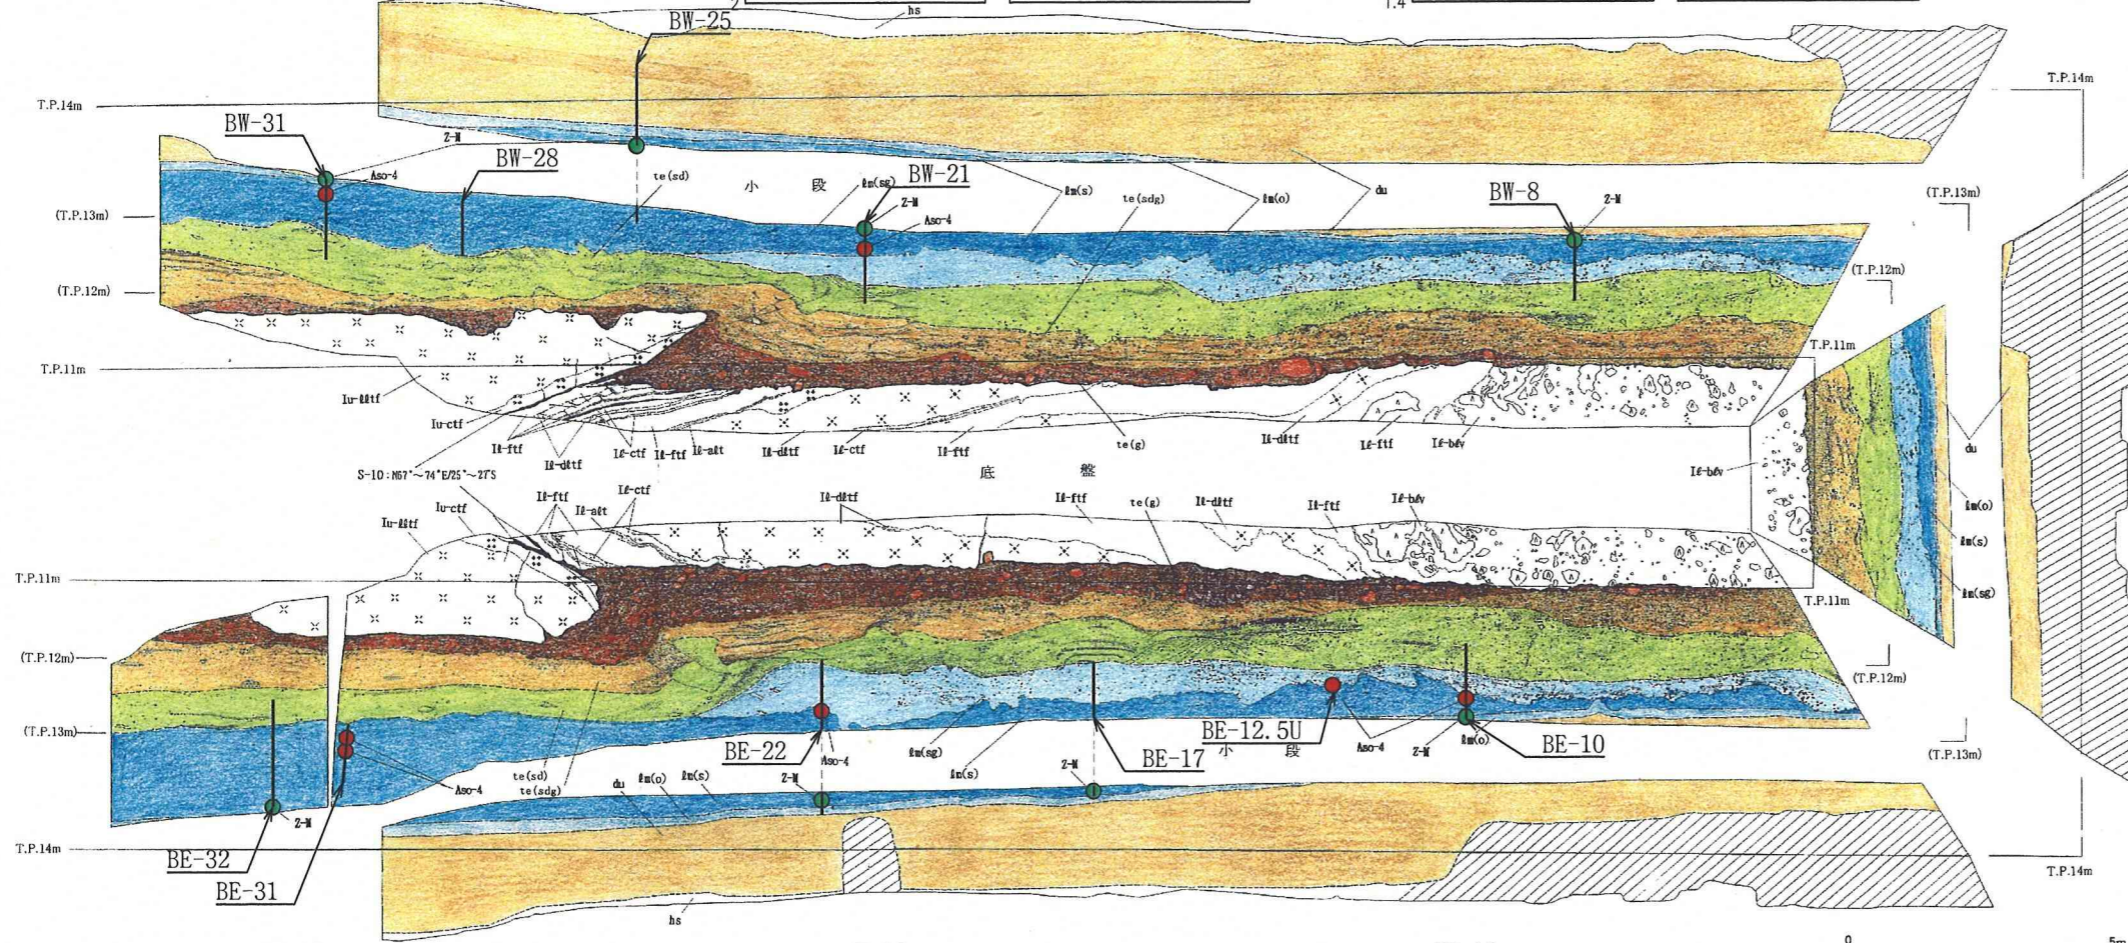 hs
BW-25
1.4
T.P.14m
T.P.14m
BW-31
Z-M
BW-28
Aso-4
te(sd)
小 段
ℓm(sg)
BW-21
Z-M
Aso-4
ℓm(s)
te(sdg)
ℓm(o)
du
BW-8
Z-M
(T.P.13m)
(T.P.13m)
(T.P.12m)
(T.P.12m)
T.P.11m
T.P.11m
Iu-ℓℓtf
Iu-ctf
Iℓ-ftf
Iℓ-dℓtf
Iℓ-ctf
Iℓ-ftf
Iℓ-aℓt
Iℓ-dℓtf
Iℓ-ctf
Iℓ-ftf
te(g)
Iℓ-dℓtf
Iℓ-ftf
Iℓ-bℓv
du
底 盤
Iℓ-bℓv
S-10:N67°~74°E/25°~27°S
Iu-ℓℓtf
Iu-ctf
Iℓ-ftf
Iℓ-aℓt
Iℓ-ctf
Iℓ-dℓtf
Iℓ-ftf
te(g)
Iℓ-dℓtf
Iℓ-ftf
Iℓ-bℓv
ℓm(o)
ℓm(s)
ℓm(sg)
T.P.11m
T.P.11m
(T.P.12m)
(T.P.12m)
(T.P.13m)
(T.P.13m)
BE-22
Aso-4
ℓm(sg)
ℓm(s)
BE-17
BE-12.5U
小 段
Aso-4
Z-M
ℓm(o)
BE-10
te(sd)
te(sdg)
Aso-4
Z-M
du
ℓm(o)
ℓm(s)
Z-M
Z-M
T.P.14m
T.P.14m
BE-32
BE-31
hs
0
5m